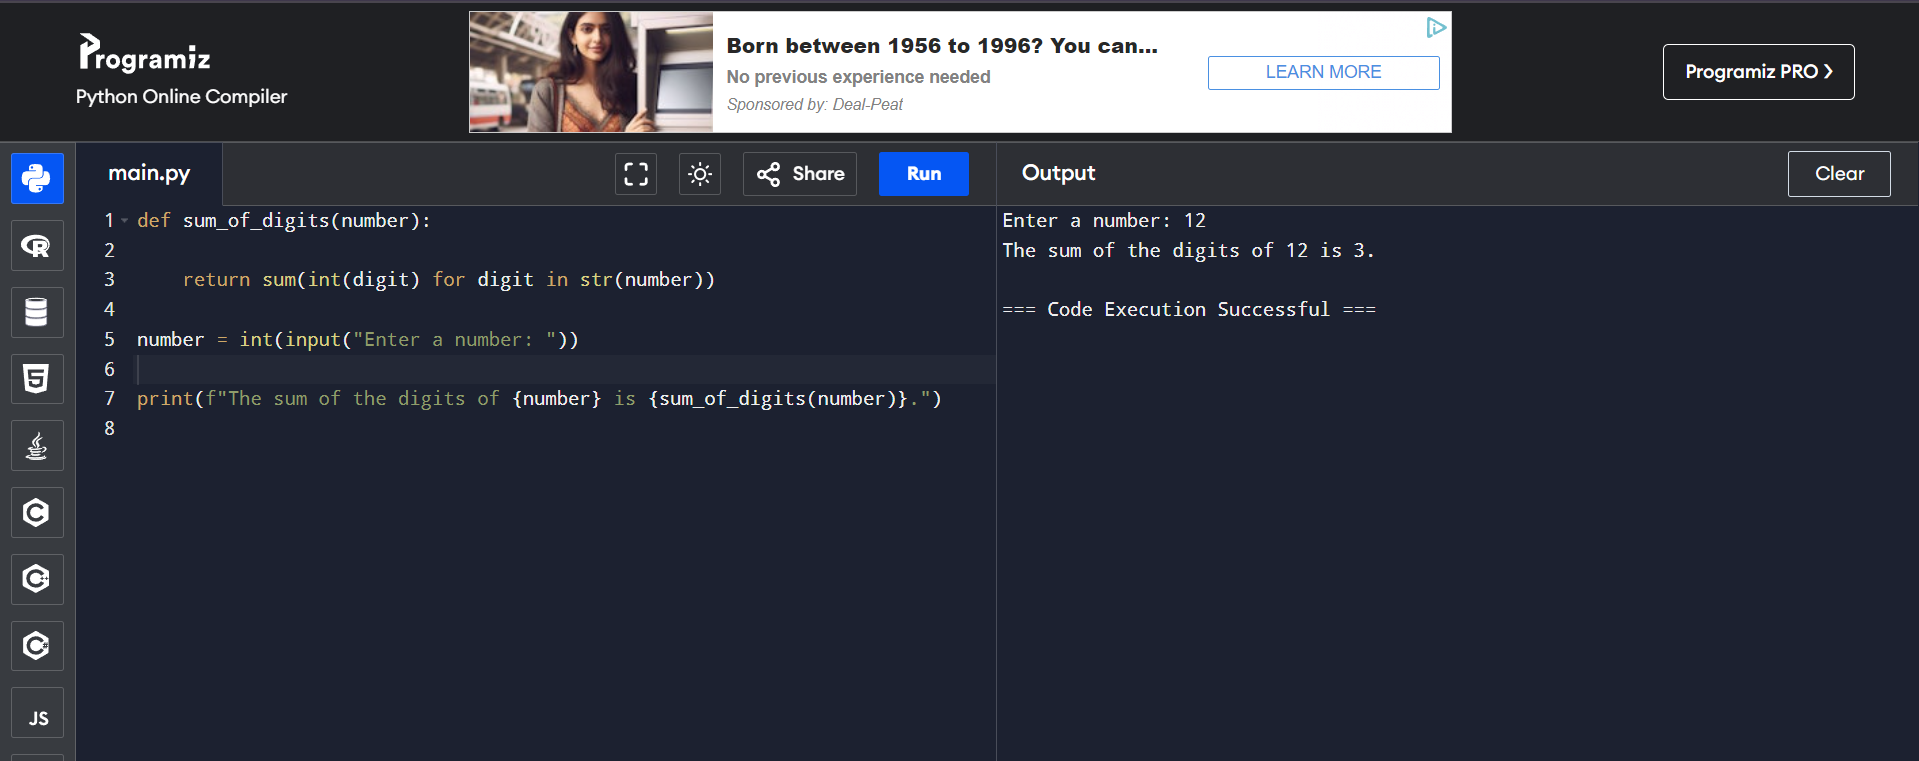 Programiz
Python Online Compiler
Born between 1956 to 1996? You can...
No previous experience needed
Sponsored by: Deal-Peat
LEARN MORE
Programiz PRO ❯
main.py
Share
Run
Output
Clear
1 def sum_of_digits(number):
2
3     return sum(int(digit) for digit in str(number))
4
5 number = int(input("Enter a number: "))
6
7 print(f"The sum of the digits of {number} is {sum_of_digits(number)}.")
8
Enter a number: 12
The sum of the digits of 12 is 3.
=== Code Execution Successful ===
R
5
C
C++
C#
JS